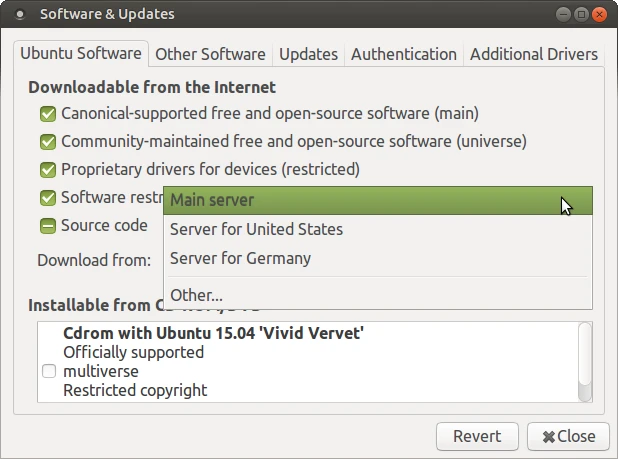 Software & Updates
Ubuntu Software Other Software Updates Authentication Additional Drivers
Downloadable from the Internet
Canonical-supported free and open-source software (main)
Community-maintained free and open-source software (universe)
Proprietary drivers for devices (restricted)
Software restr
Main server
Source code
Server for United States
Download from:
Server for Germany
Other...
Installable from
Cdrom with Ubuntu 15.04 'Vivid Vervet'
Officially supported
multiverse
Restricted copyright
Revert Close